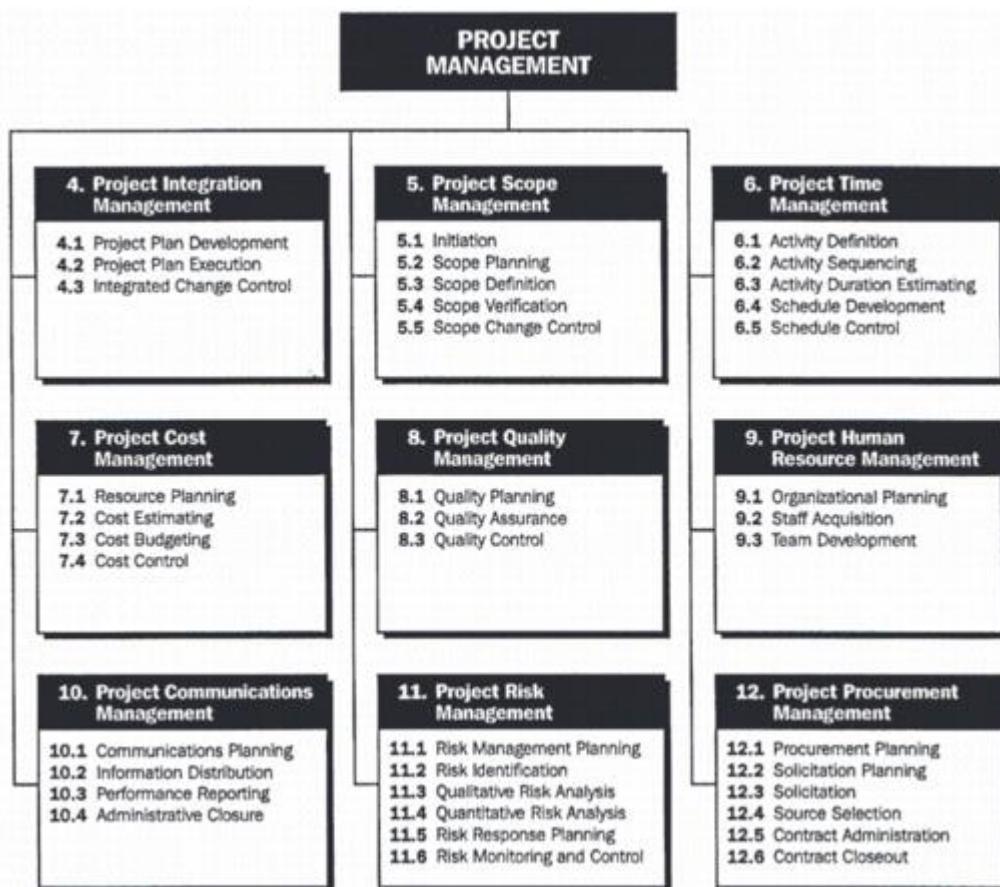 PROJECT
MANAGEMENT
4. Project Integration
Management
4.1 Project Plan Development
4.2 Project Plan Execution
4.3 Integrated Change Control
5. Project Scope
Management
5.1 Initiation
5.2 Scope Planning
5.3 Scope Definition
5.4 Scope Verification
5.5 Scope Change Control
6. Project Time
Management
6.1 Activity Definition
6.2 Activity Sequencing
6.3 Activity Duration Estimating
6.4 Schedule Development
6.5 Schedule Control
7. Project Cost
Management
7.1 Resource Planning
7.2 Cost Estimating
7.3 Cost Budgeting
7.4 Cost Control
8. Project Quality
Management
8.1 Quality Planning
8.2 Quality Assurance
8.3 Quality Control
9. Project Human
Resource Management
9.1 Organizational Planning
9.2 Staff Acquisition
9.3 Team Development
10. Project Communications
Management
10.1 Communications Planning
10.2 Information Distribution
10.3 Performance Reporting
10.4 Administrative Closure
11. Project Risk
Management
11.1 Risk Management Planning
11.2 Risk Identification
11.3 Qualitative Risk Analysis
11.4 Quantitative Risk Analysis
11.5 Risk Response Planning
11.6 Risk Monitoring and Control
12. Project Procurement
Management
12.1 Procurement Planning
12.2 Solicitation Planning
12.3 Solicitation
12.4 Source Selection
12.5 Contract Administration
12.6 Contract Closeout